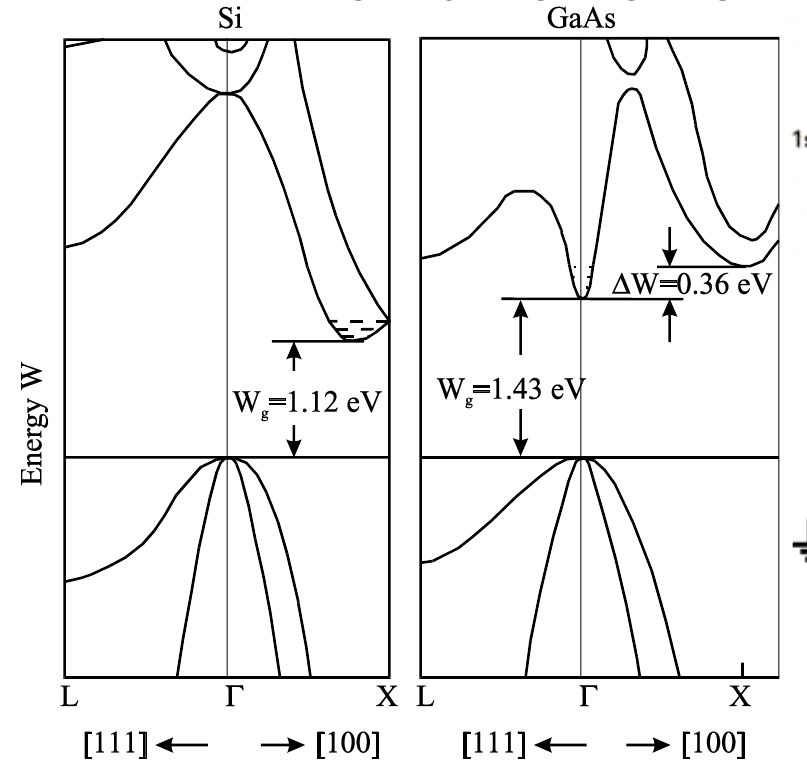 Si
GaAs
1s
ΔW=0.36 eV
W_g=1.12 eV
W_g=1.43 eV
Energy W
L Γ X
L Γ X
[111] ← → [100]
[111] ← → [100]